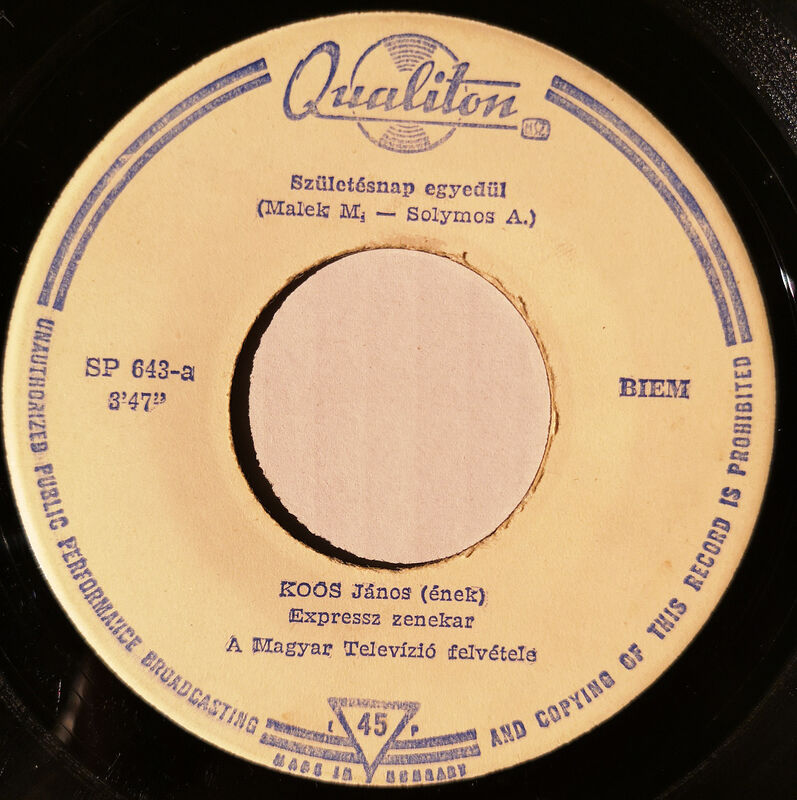 Qualiton
Születésnap egyedül
(Malek M. — Solymos A.)
SP 643-a
3'47"
BIEM
KOÓS János (ének)
Expressz zenekar
A Magyar Televízió felvétele
UNAUTHORIZED PUBLIC PERFORMANCE BROADCASTING AND COPYING OF THIS RECORD IS PROHIBITED
L 45 P
MADE IN HUNGARY